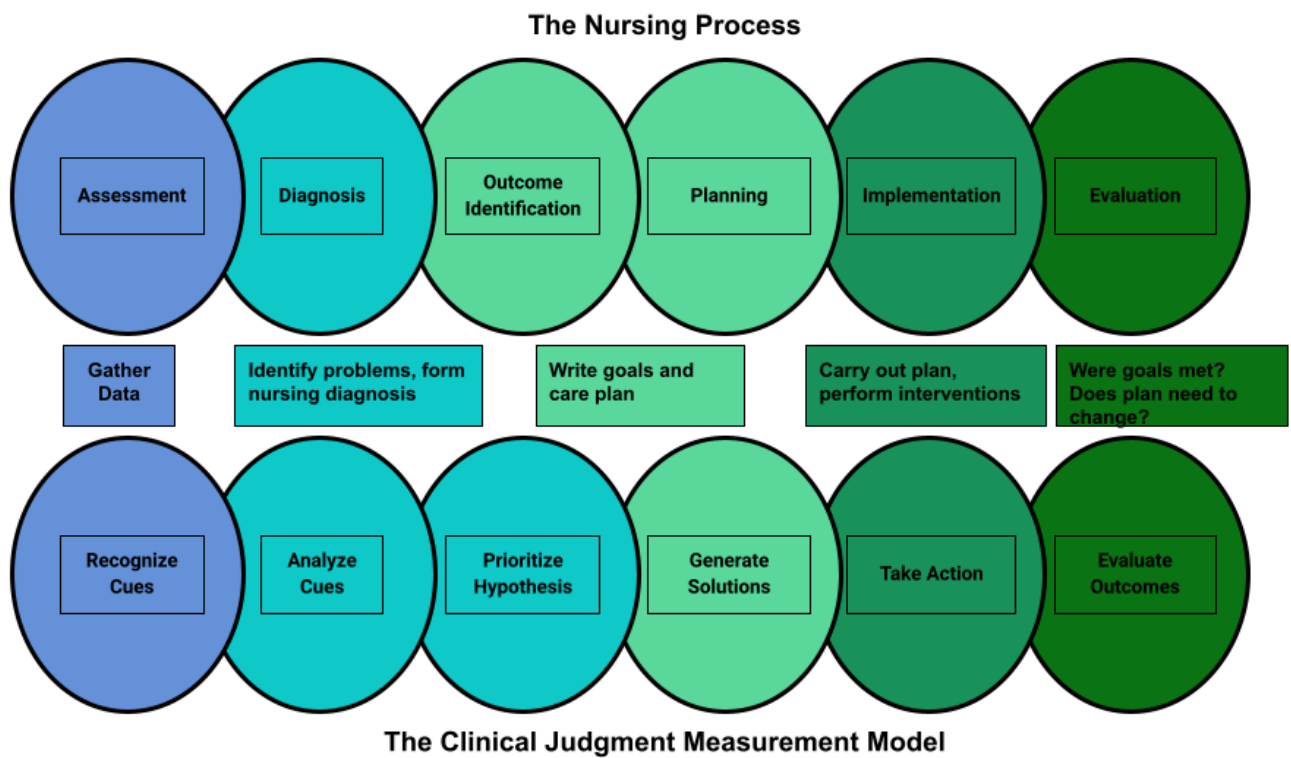 The Nursing Process
Assessment
Diagnosis
Outcome
Identification
Planning
Implementation
Evaluation
Gather
Data
Identify problems, form
nursing diagnosis
Write goals and
care plan
Carry out plan,
perform interventions
Were goals met?
Does plan need to
change?
Recognize
Cues
Analyze
Cues
Prioritize
Hypothesis
Generate
Solutions
Take Action
Evaluate
Outcomes
The Clinical Judgment Measurement Model